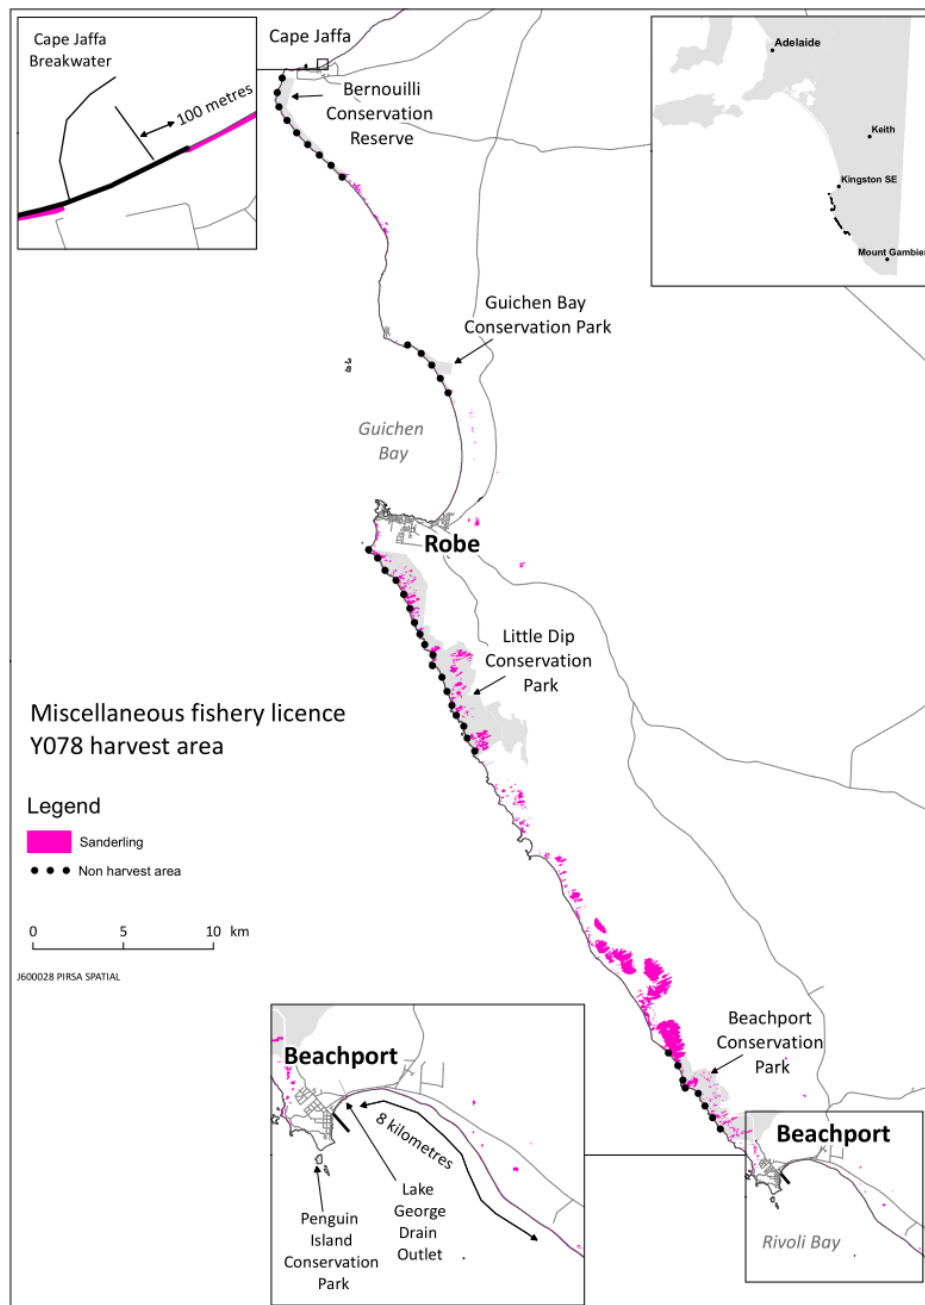 Cape Jaffa
Breakwater
100 metres
Cape Jaffa
Bernouilli
Conservation
Reserve
Adelaide
Keith
Kingston SE
Mount Gambier
Guichen Bay
Conservation Park
Guichen
Bay
Robe
Little Dip
Conservation
Park
Miscellaneous fishery licence
Y078 harvest area
Legend
Sanderling
Non harvest area
0 5 10 km
J600028 PIRSA SPATIAL
Beachport
Conservation
Park
Beachport
8 kilometres
Lake
George
Drain
Outlet
Penguin
Island
Conservation
Park
Beachport
Rivoli Bay